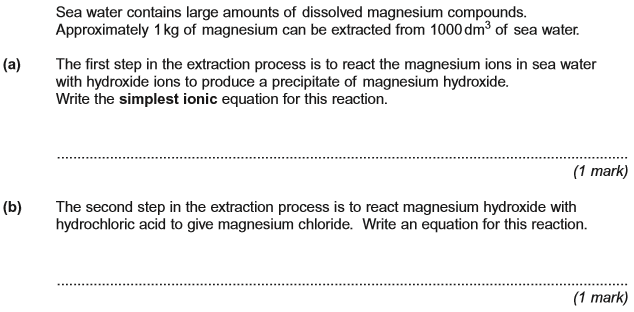 Sea water contains large amounts of dissolved magnesium compounds.
Approximately 1 kg of magnesium can be extracted from 1000 dm³ of sea water.
(a) The first step in the extraction process is to react the magnesium ions in sea water
with hydroxide ions to produce a precipitate of magnesium hydroxide.
Write the simplest ionic equation for this reaction.
(1 mark)
(b) The second step in the extraction process is to react magnesium hydroxide with
hydrochloric acid to give magnesium chloride. Write an equation for this reaction.
(1 mark)